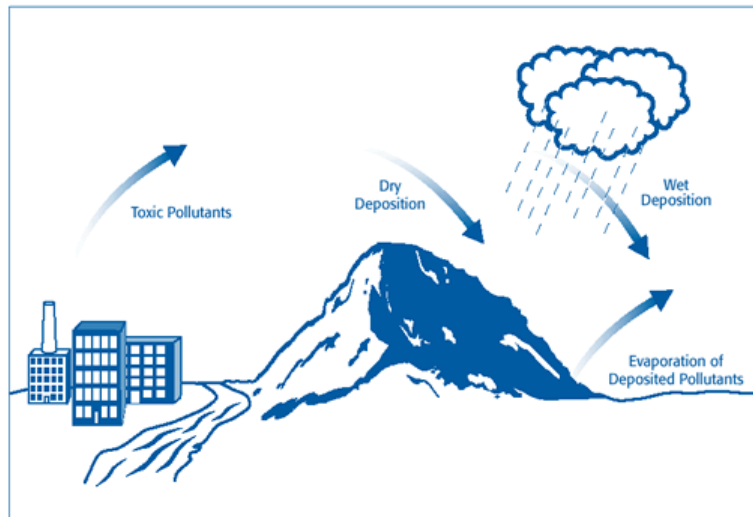 Toxic Pollutants
Dry
Deposition
Wet
Deposition
Evaporation of
Deposited Pollutants